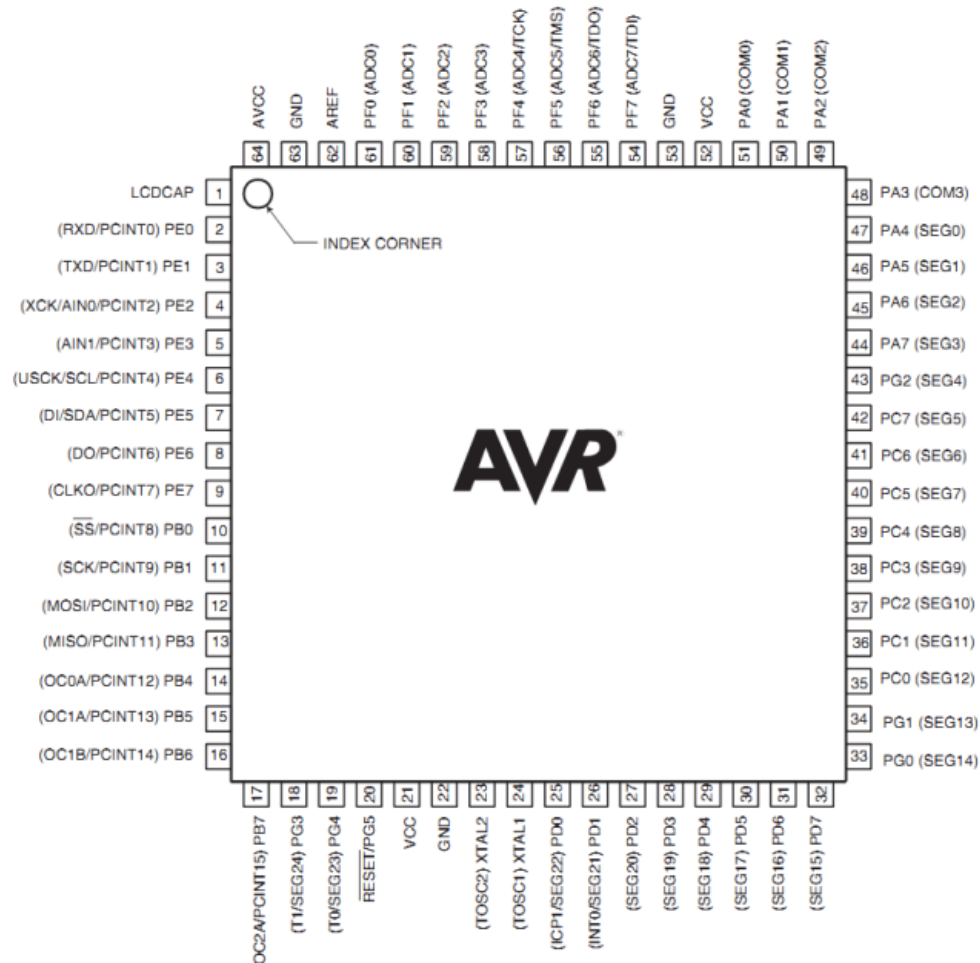 AVCC
GND
AREF
PF0 (ADC0)
PF1 (ADC1)
PF2 (ADC2)
PF3 (ADC3)
PF4 (ADC4/TCK)
PF5 (ADC5/TMS)
PF6 (ADC6/TDO)
PF7 (ADC7/TDI)
GND
VCC
PA0 (COM0)
PA1 (COM1)
PA2 (COM2)
64 63 62 61 60 59 58 57 56 55 54 53 52 51 50 49
LCDCAP 1
(RXD/PCINT0) PE0 2
(TXD/PCINT1) PE1 3
(XCK/AIN0/PCINT2) PE2 4
(AIN1/PCINT3) PE3 5
(USCK/SCL/PCINT4) PE4 6
(DI/SDA/PCINT5) PE5 7
(DO/PCINT6) PE6 8
(CLKO/PCINT7) PE7 9
(SS/PCINT8) PB0 10
(SCK/PCINT9) PB1 11
(MOSI/PCINT10) PB2 12
(MISO/PCINT11) PB3 13
(OC0A/PCINT12) PB4 14
(OC1A/PCINT13) PB5 15
(OC1B/PCINT14) PB6 16
INDEX CORNER
AVR®
48 PA3 (COM3)
47 PA4 (SEG0)
46 PA5 (SEG1)
45 PA6 (SEG2)
44 PA7 (SEG3)
43 PG2 (SEG4)
42 PC7 (SEG5)
41 PC6 (SEG6)
40 PC5 (SEG7)
39 PC4 (SEG8)
38 PC3 (SEG9)
37 PC2 (SEG10)
36 PC1 (SEG11)
35 PC0 (SEG12)
34 PG1 (SEG13)
33 PG0 (SEG14)
17 18 19 20 21 22 23 24 25 26 27 28 29 30 31 32
OC2A/PCINT15) PB7
(T1/SEG24) PG3
(T0/SEG23) PG4
RESET/PG5
VCC
GND
(TOSC2) XTAL2
(TOSC1) XTAL1
(ICP1/SEG22) PD0
(INT0/SEG21) PD1
(SEG20) PD2
(SEG19) PD3
(SEG18) PD4
(SEG17) PD5
(SEG16) PD6
(SEG15) PD7